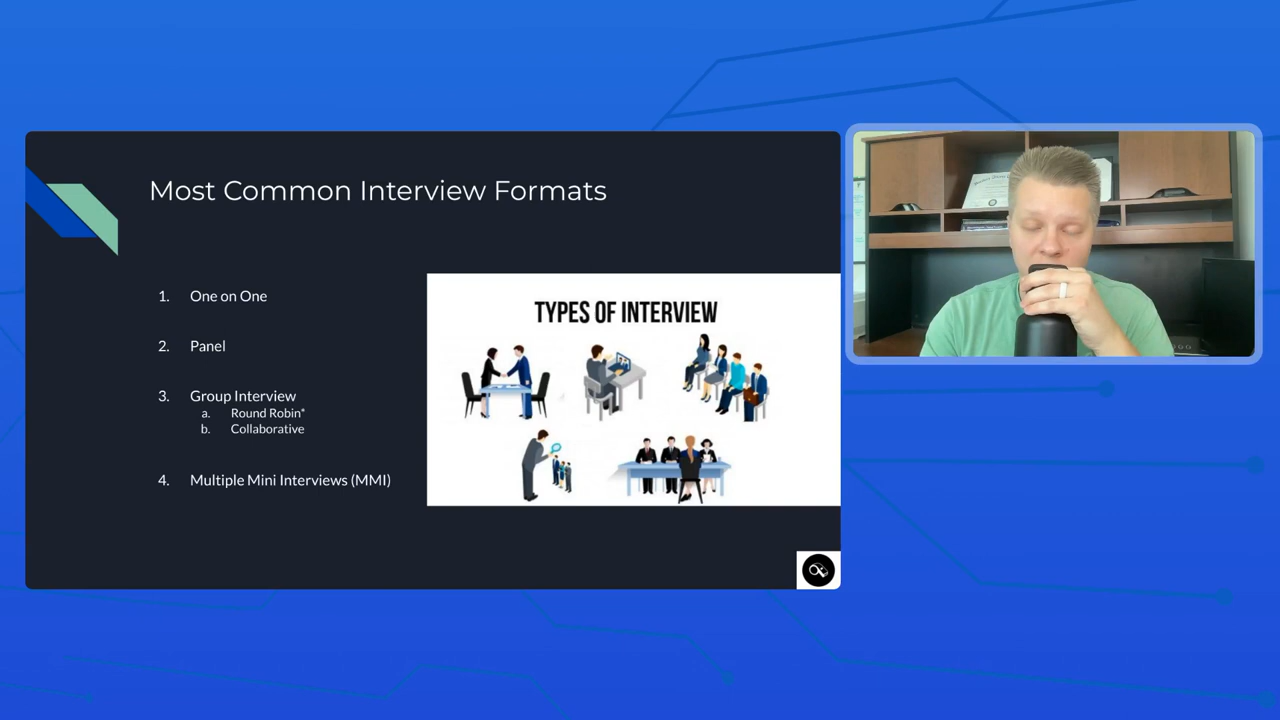 Most Common Interview Formats
1. One on One
2. Panel
3. Group Interview
a. Round Robin*
b. Collaborative
4. Multiple Mini Interviews (MMI)
TYPES OF INTERVIEW